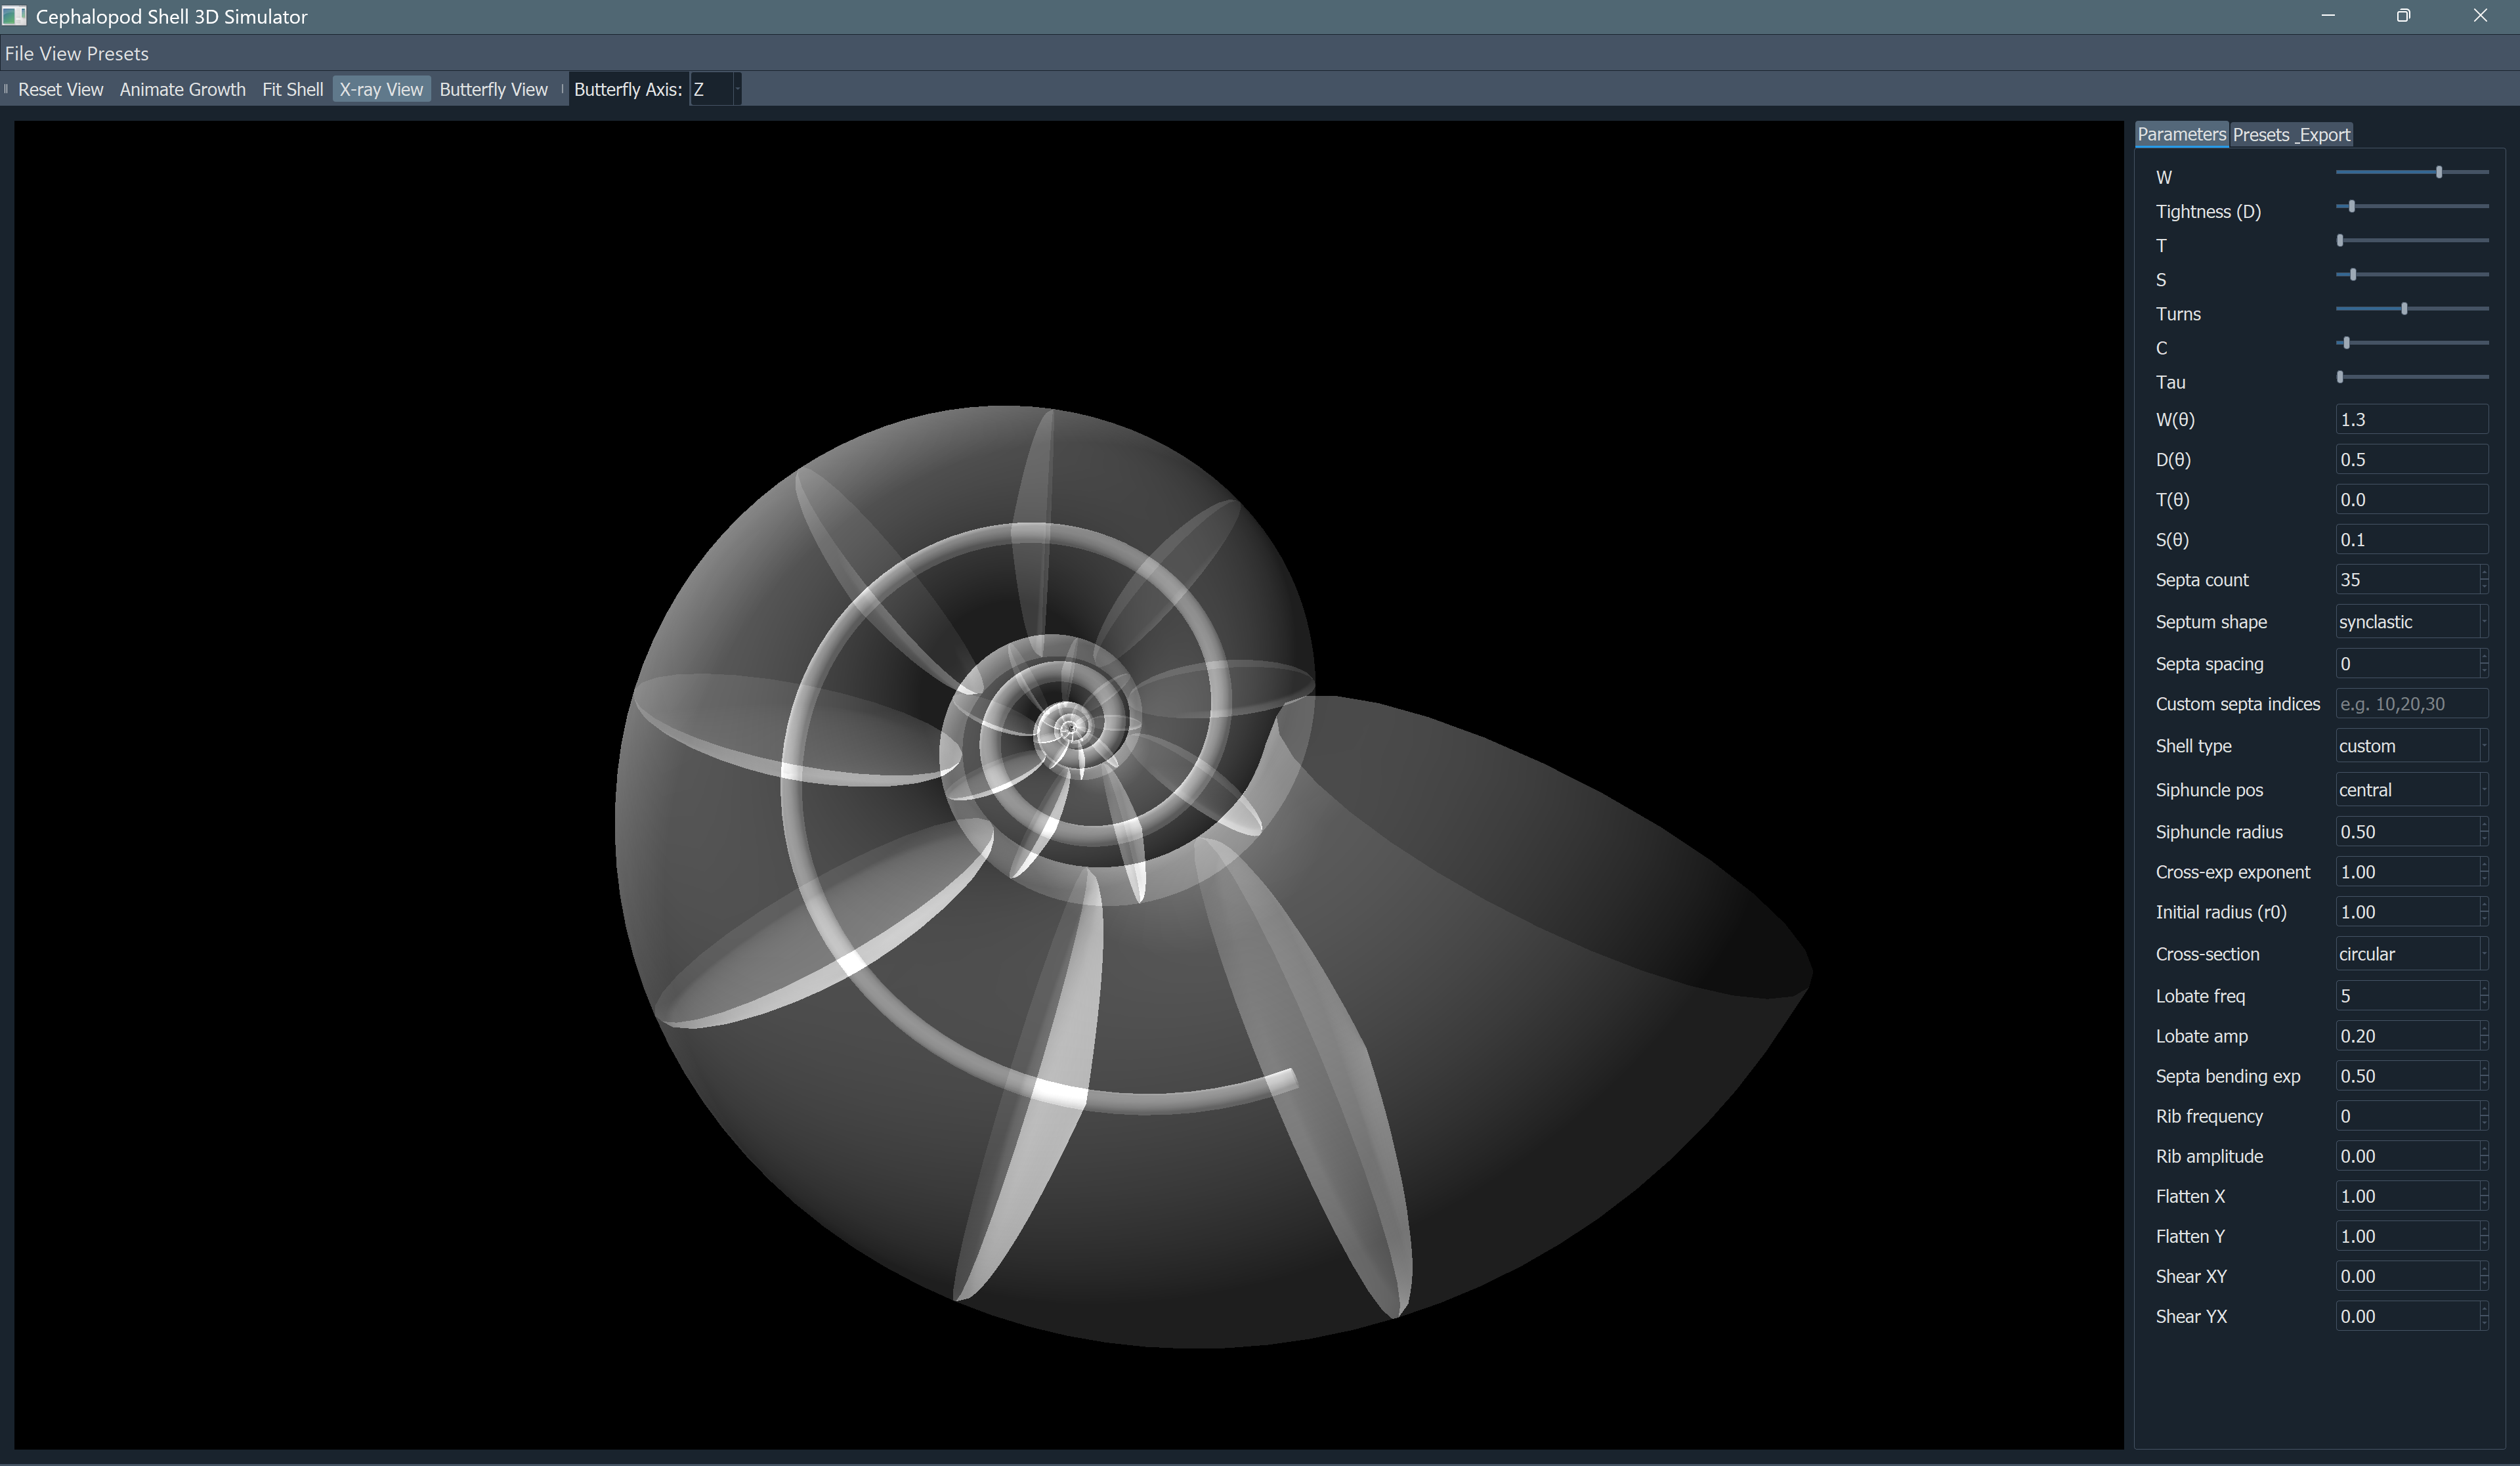 Cephalopod Shell 3D Simulator
File View Presets
Reset View Animate Growth Fit Shell X-ray View Butterfly View Butterfly Axis: Z
Parameters Presets _Export
W
Tightness (D)
T
S
Turns
C
Tau
W(θ) 1.3
D(θ) 0.5
T(θ) 0.0
S(θ) 0.1
Septa count 35
Septum shape synclastic
Septa spacing 0
Custom septa indices e.g. 10,20,30
Shell type custom
Siphuncle pos central
Siphuncle radius 0.50
Cross-exp exponent 1.00
Initial radius (r0) 1.00
Cross-section circular
Lobate freq 5
Lobate amp 0.20
Septa bending exp 0.50
Rib frequency 0
Rib amplitude 0.00
Flatten X 1.00
Flatten Y 1.00
Shear XY 0.00
Shear YX 0.00